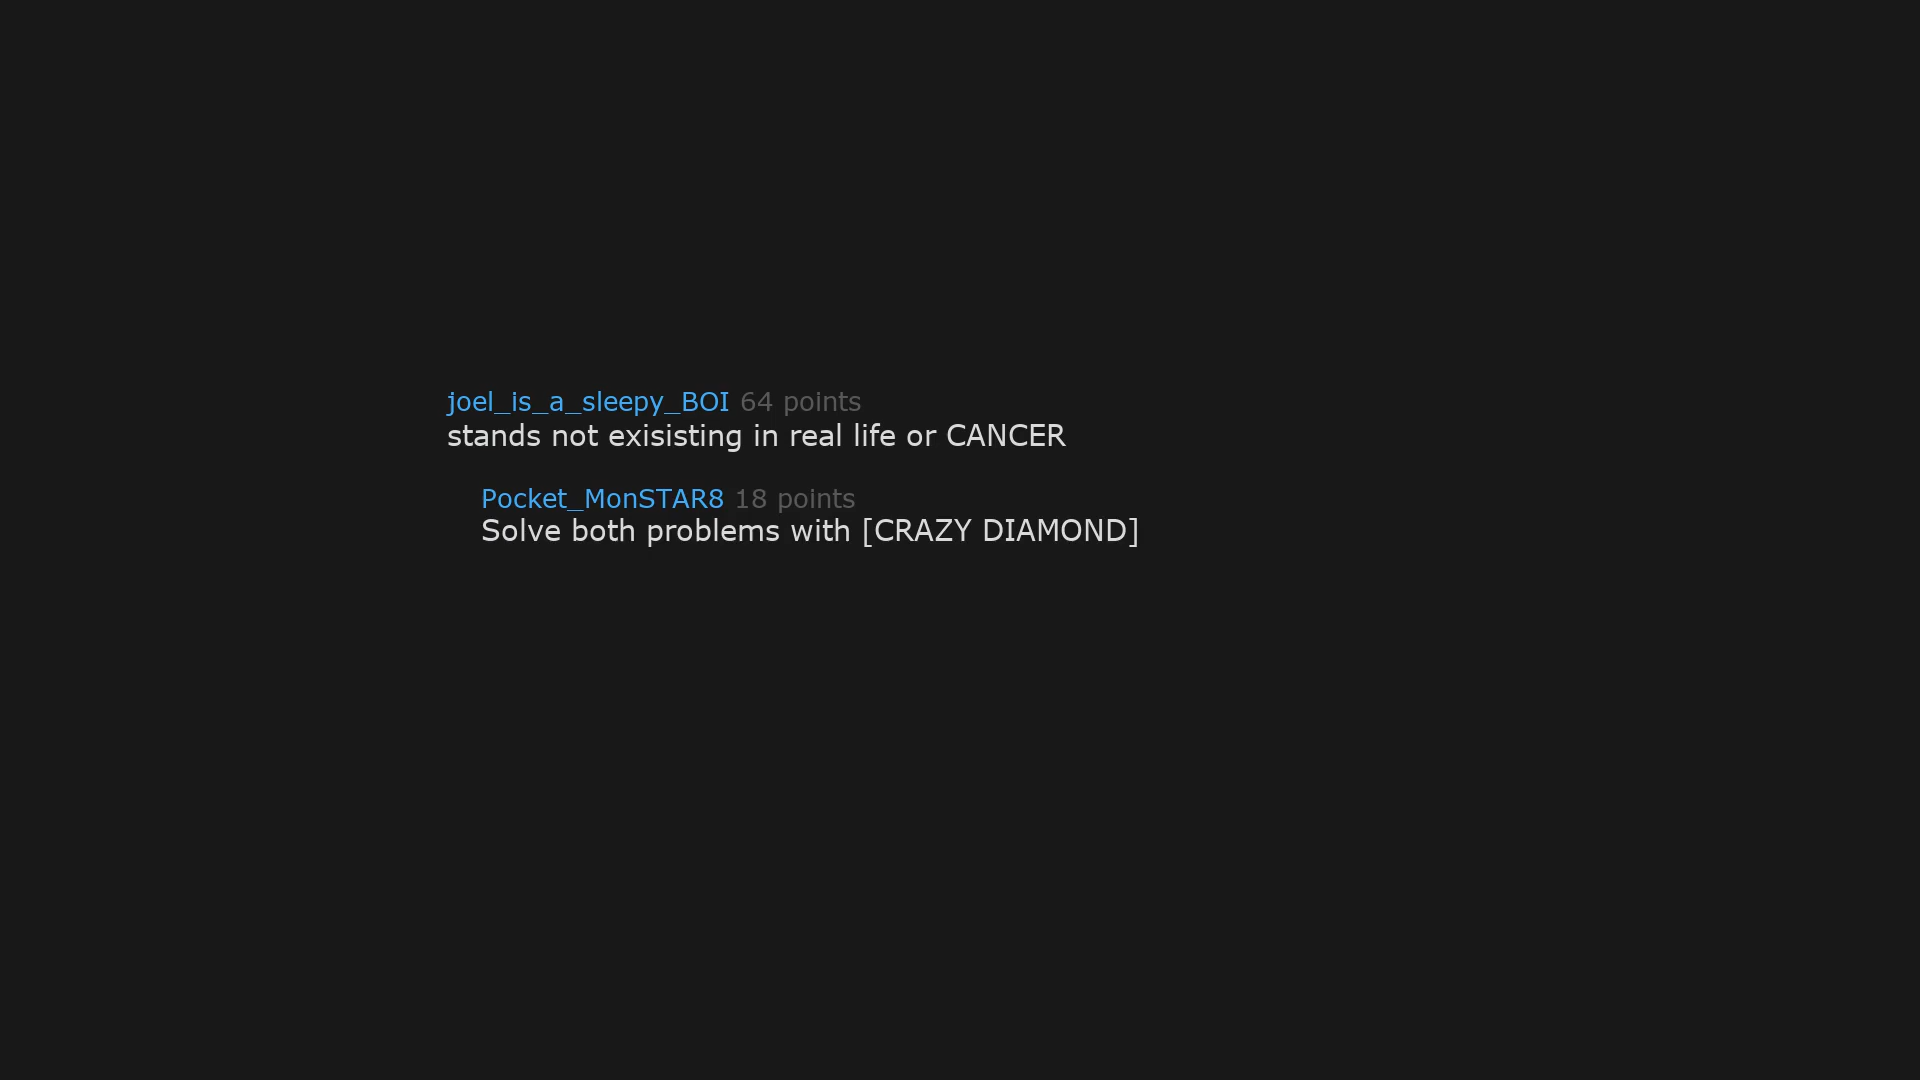 joel_is_a_sleepy_BOI 64 points
stands not exisisting in real life or CANCER
Pocket_MonSTAR8 18 points
Solve both problems with [CRAZY DIAMOND]